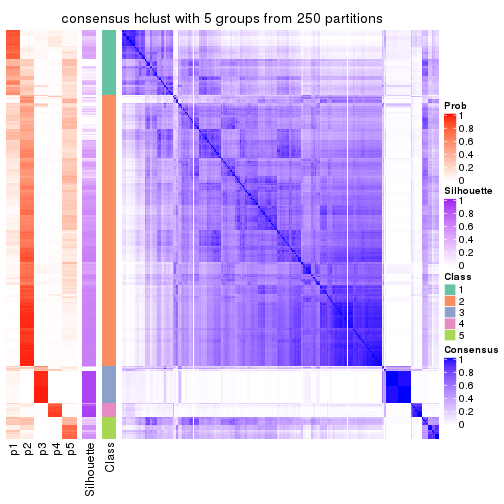 consensus hclust with 5 groups from 250 partitions
Prob
1
0.8
0.6
0.4
0.2
0
Silhouette
1
0.8
0.6
0.4
0.2
0
Class
1
2
3
4
5
Consensus
1
0.8
0.6
0.4
0.2
0
p1
p2
p3
p4
p5
Silhouette
Class